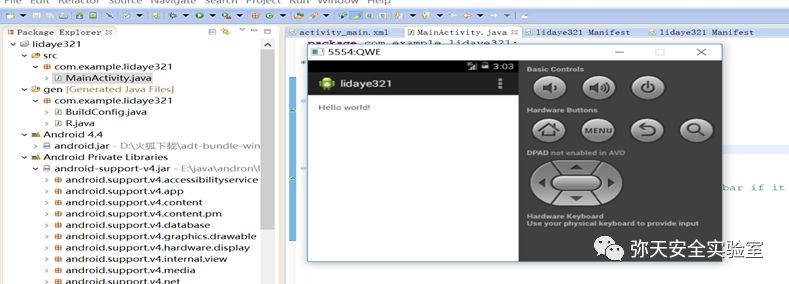 File Edit Refactor Source Navigate Search Project Run Window Help
Package Explorer
lidaye321
src
com.example.lidaye321
MainActivity.java
gen [Generated Java Files]
com.example.lidaye321
BuildConfig.java
R.java
Android 4.4
android.jar - D:\火狐下载\adt-bundle-win
Android Private Libraries
android-support-v4.jar - E:\java\andron\l
android.support.v4.accessibilityservice
android.support.v4.app
android.support.v4.content
android.support.v4.content.pm
android.support.v4.database
android.support.v4.graphics.drawable
android.support.v4.hardware.display
android.support.v4.internal.view
android.support.v4.media
android.support.v4.net
activity_main.xml
MainActivity.java
lidaye321 Manifest
lidaye321 Manifest
package com.example.lidaye321;
bar if it
5554:QWE
3:03
lidaye321
Hello world!
Basic Controls
Hardware Buttons
MENU
DPAD not enabled in AVD
Hardware Keyboard
Use your physical keyboard to provide input
弥天安全实验室